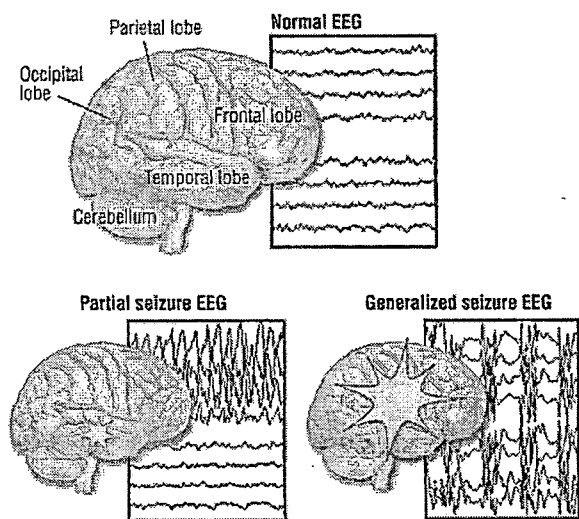 Normal EEG
Parietal lobe
Occipital
lobe
Frontal lobe
Temporal lobe
Cerebellum
Partial seizure EEG
Generalized seizure EEG